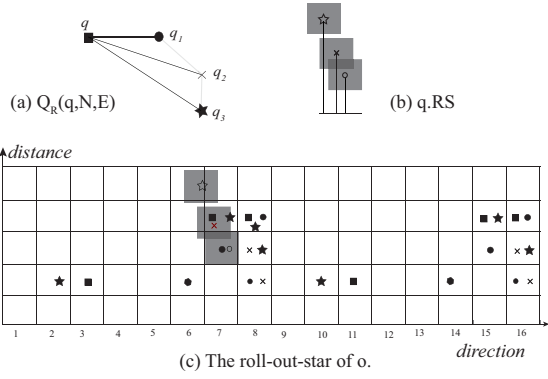 q
q1
q2
q3
(a) QR(q,N,E)
(b) q.RS
distance
1 2 3 4 5 6 7 8 9 10 11 12 13 14 15 16
direction
(c) The roll-out-star of o.